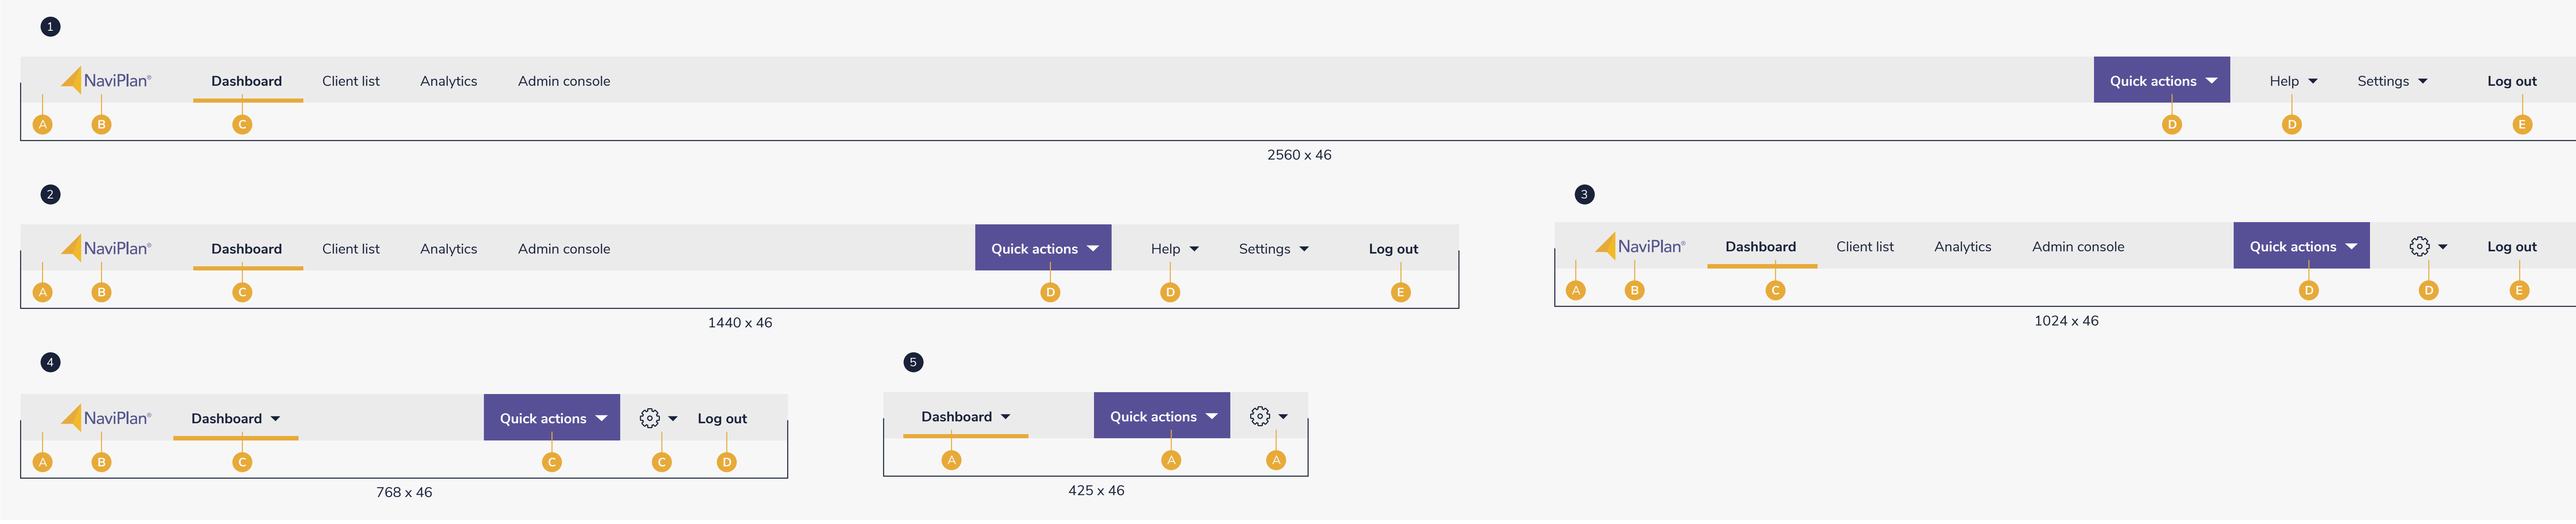 1
NaviPlan® Dashboard Client list Analytics Admin console Quick actions Help Settings Log out
A B C D D E
2560 x 46
2
NaviPlan® Dashboard Client list Analytics Admin console Quick actions Help Settings Log out
A B C D D E
1440 x 46
3
NaviPlan® Dashboard Client list Analytics Admin console Quick actions Log out
A B C D D E
1024 x 46
4
NaviPlan® Dashboard Quick actions Log out
A B C C C D
768 x 46
5
Dashboard Quick actions
A A A
425 x 46